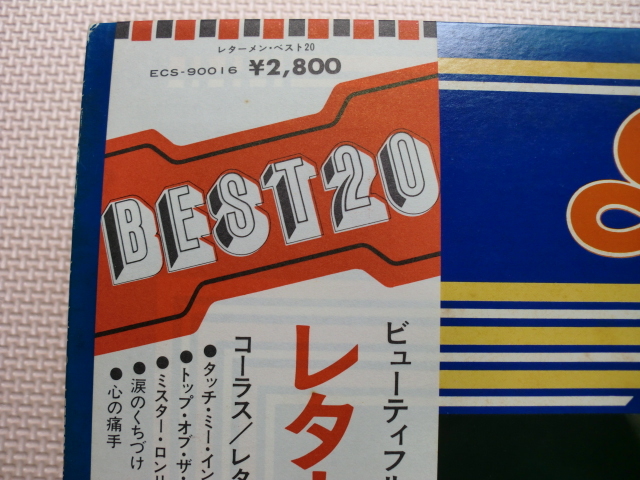 レターメン・ベスト20
ECS-90016 ¥2,800
BEST20
ビューティフル
レター
コーラス/レタ
●タッチ・ミー・イン
●トップ・オブ・ザ・
●ミスター・ロンリ
●涙のくちづけ
●心の痛手